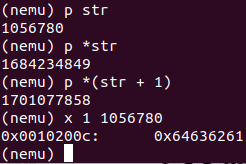 (nemu) p str
1056780
(nemu) p *str
1684234849
(nemu) p *(str + 1)
1701077858
(nemu) x 1 1056780
0x0010200c:     0x64636261
(nemu)